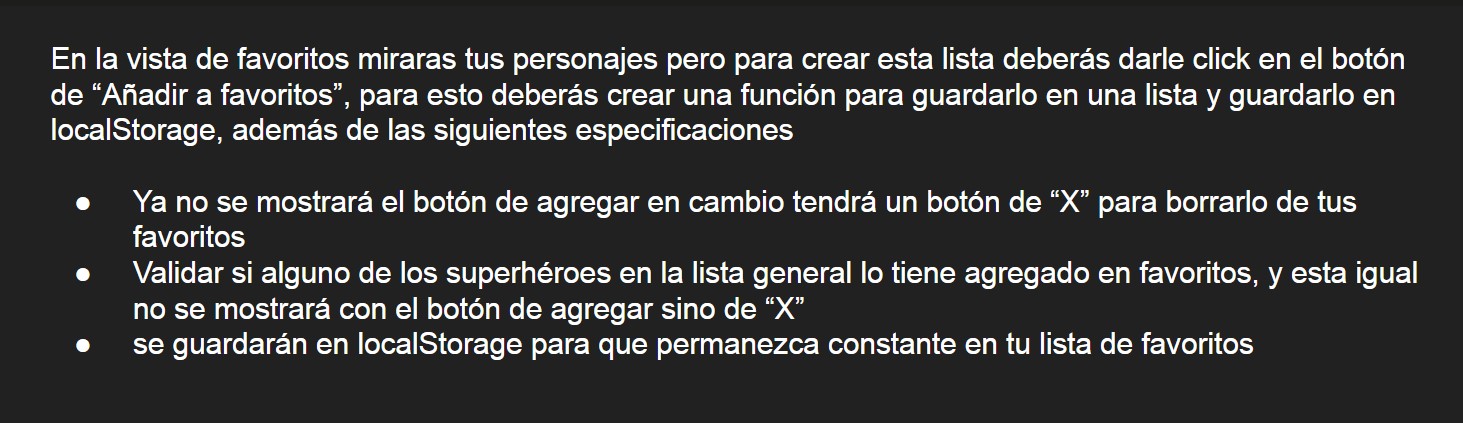 En la vista de favoritos miraras tus personajes pero para crear esta lista deberás darle click en el botón
de “Añadir a favoritos”, para esto deberás crear una función para guardarlo en una lista y guardarlo en
localStorage, además de las siguientes especificaciones
● Ya no se mostrará el botón de agregar en cambio tendrá un botón de “X” para borrarlo de tus
favoritos
● Validar si alguno de los superhéroes en la lista general lo tiene agregado en favoritos, y esta igual
no se mostrará con el botón de agregar sino de “X”
● se guardarán en localStorage para que permanezca constante en tu lista de favoritos